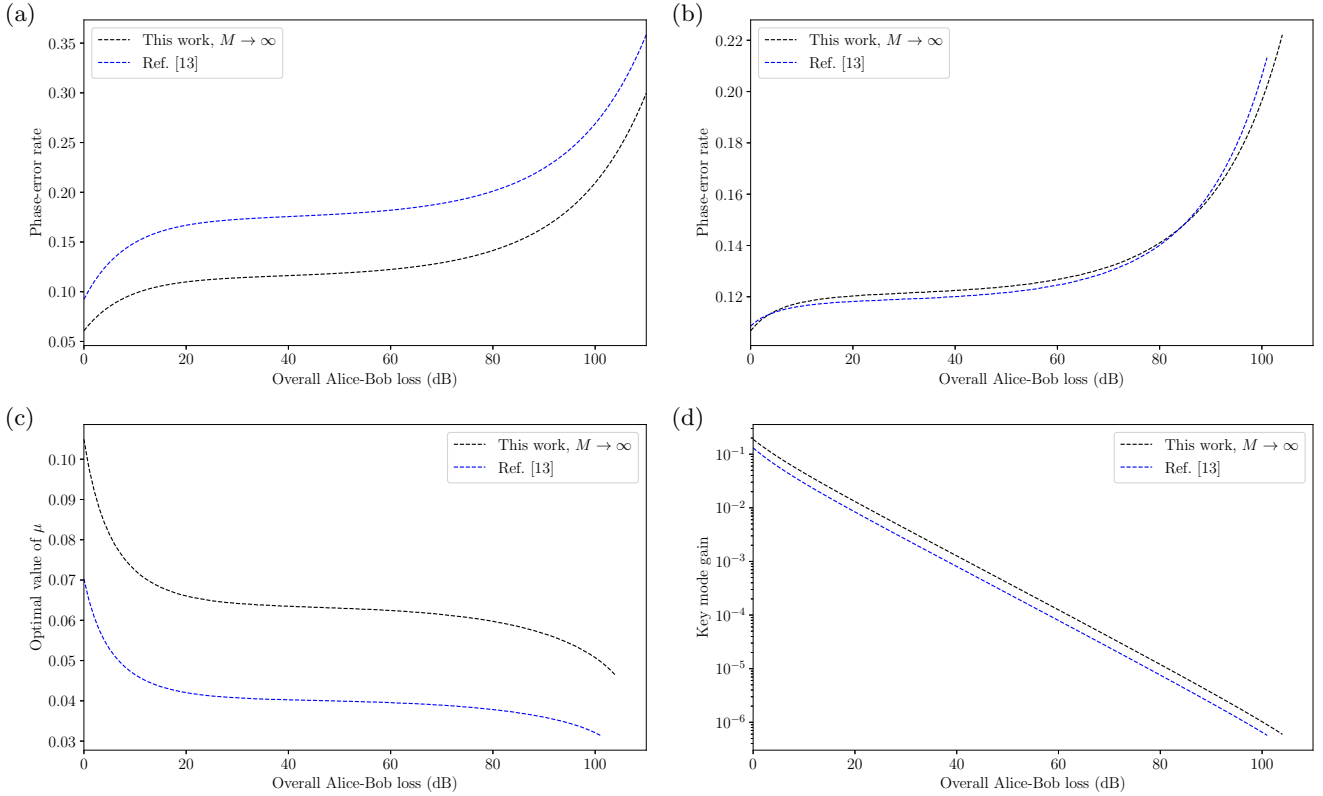 (a)
This work, M → ∞
Ref. [13]
0.35
0.30
0.25
0.20
0.15
0.10
0.05
Phase-error rate
0 20 40 60 80 100
Overall Alice-Bob loss (dB)
(b)
This work, M → ∞
Ref. [13]
0.22
0.20
0.18
0.16
0.14
0.12
Phase-error rate
0 20 40 60 80 100
Overall Alice-Bob loss (dB)
(c)
This work, M → ∞
Ref. [13]
0.10
0.09
0.08
0.07
0.06
0.05
0.04
0.03
Optimal value of μ
0 20 40 60 80 100
Overall Alice-Bob loss (dB)
(d)
This work, M → ∞
Ref. [13]
10⁻¹
10⁻²
10⁻³
10⁻⁴
10⁻⁵
10⁻⁶
Key mode gain
0 20 40 60 80 100
Overall Alice-Bob loss (dB)